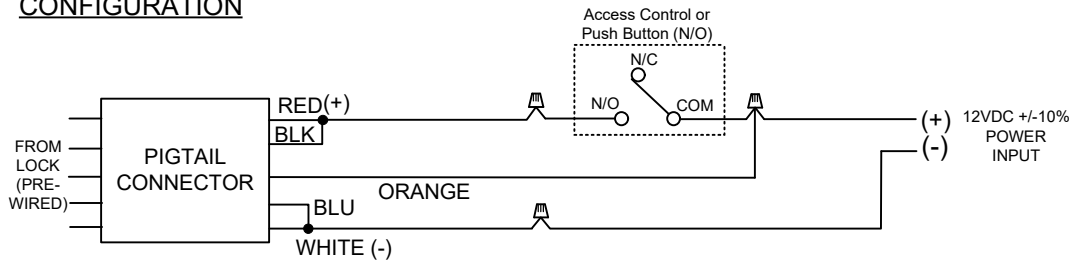 CONFIGURATION
Access Control or
Push Button (N/O)
N/C
N/O
COM
RED(+)
BLK
FROM
LOCK
(PRE-
WIRED)
PIGTAIL
CONNECTOR
ORANGE
BLU
WHITE (-)
(+)
(-)
12VDC +/-10%
POWER
INPUT